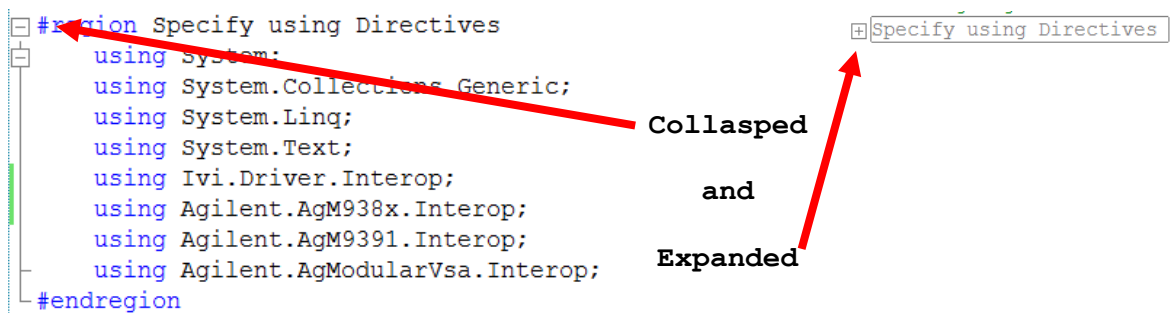 #region Specify using Directives
using System;
using System.Collections.Generic;
using System.Linq;
using System.Text;
using Ivi.Driver.Interop;
using Agilent.AgM938x.Interop;
using Agilent.AgM9391.Interop;
using Agilent.AgModularVsa.Interop;
#endregion
Collasped
and
Expanded
Specify using Directives